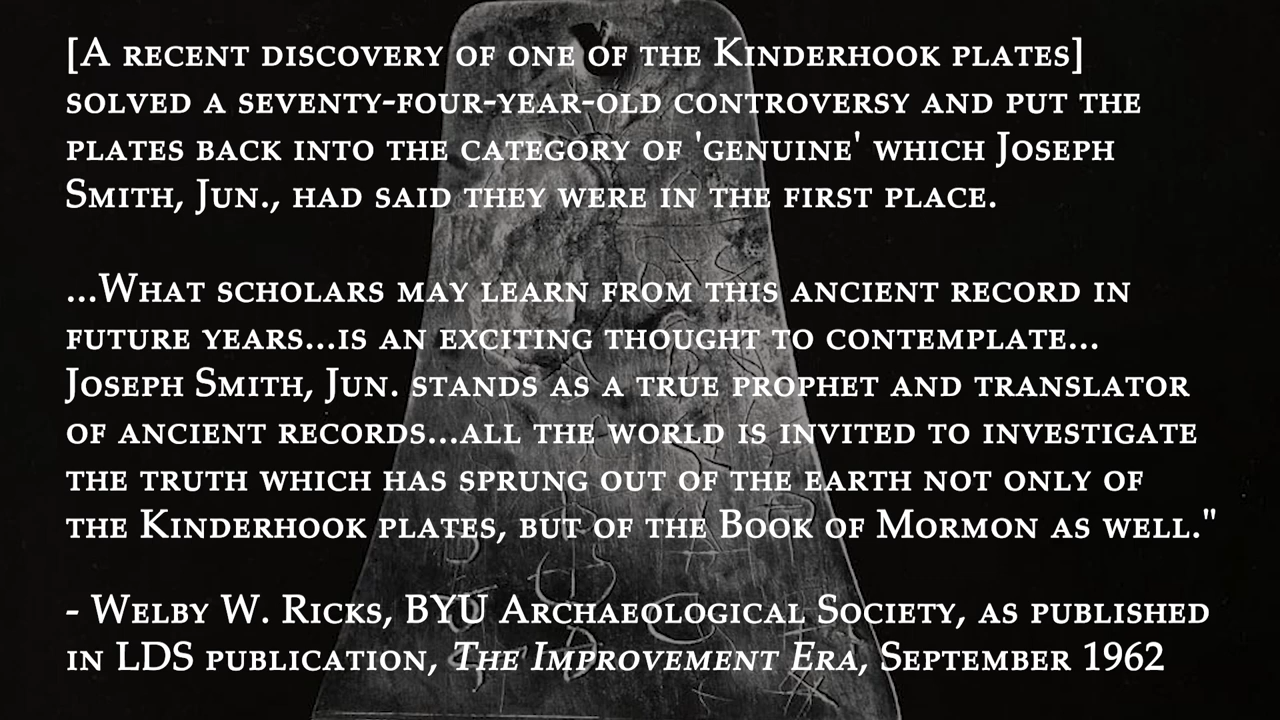 [A recent discovery of one of the Kinderhook plates]
solved a seventy-four-year-old controversy and put the
plates back into the category of 'genuine' which Joseph
Smith, Jun., had said they were in the first place.
...What scholars may learn from this ancient record in
future years...is an exciting thought to contemplate...
Joseph Smith, Jun. stands as a true prophet and translator
of ancient records...all the world is invited to investigate
the truth which has sprung out of the earth not only of
the Kinderhook plates, but of the Book of Mormon as well."
- Welby W. Ricks, BYU Archaeological Society, as published
in LDS publication, The Improvement Era, September 1962